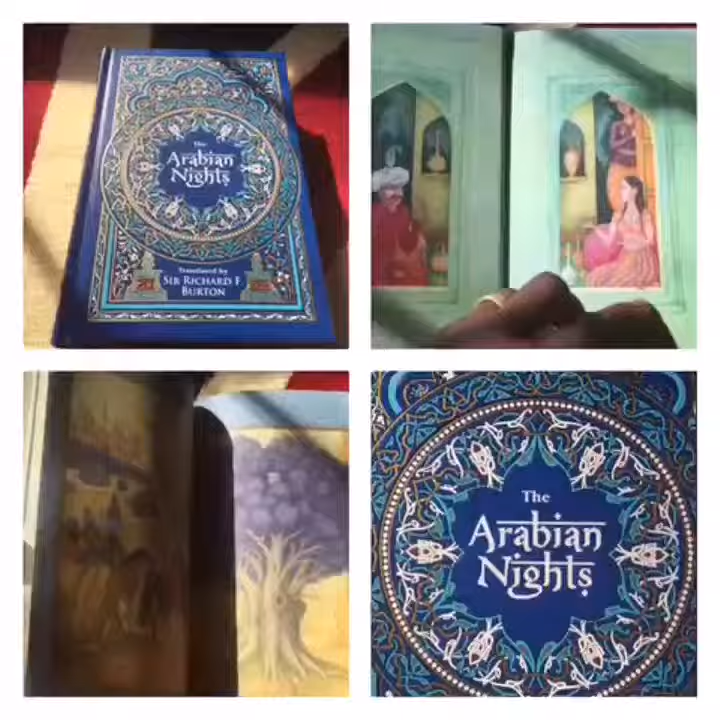 The
Arabian
Nights
Translated by
SIR RICHARD F
BURTON
The
Arabian
Nights